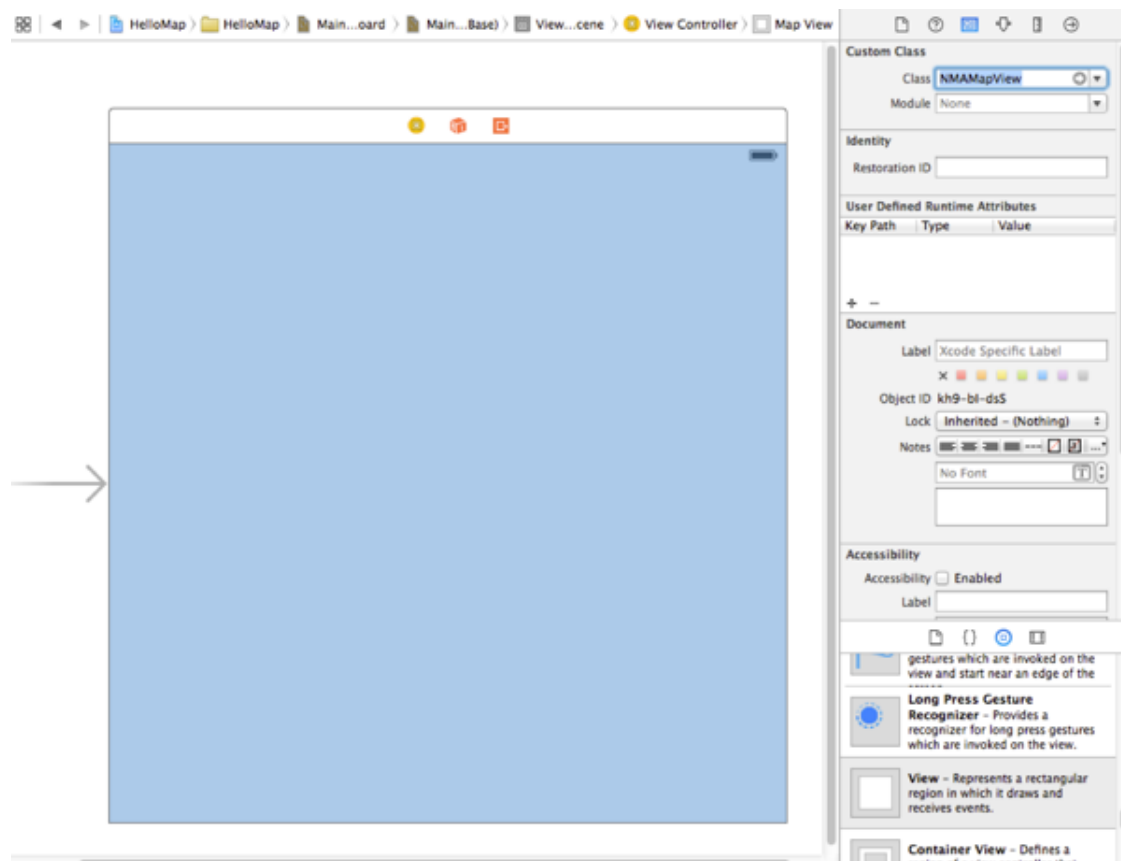 HelloMap HelloMap Main...oard Main...Base) View...cene View Controller Map View
Custom Class
Class NMAMapView
Module None
Identity
Restoration ID
User Defined Runtime Attributes
Key Path Type Value
+ −
Document
Label Xcode Specific Label
Object ID kh9-bI-dsS
Lock Inherited – (Nothing)
Notes
No Font
Accessibility
Accessibility Enabled
Label
gestures which are invoked on the
view and start near an edge of the
Long Press Gesture
Recognizer – Provides a
recognizer for long press gestures
which are invoked on the view.
View – Represents a rectangular
region in which it draws and
receives events.
Container View – Defines a